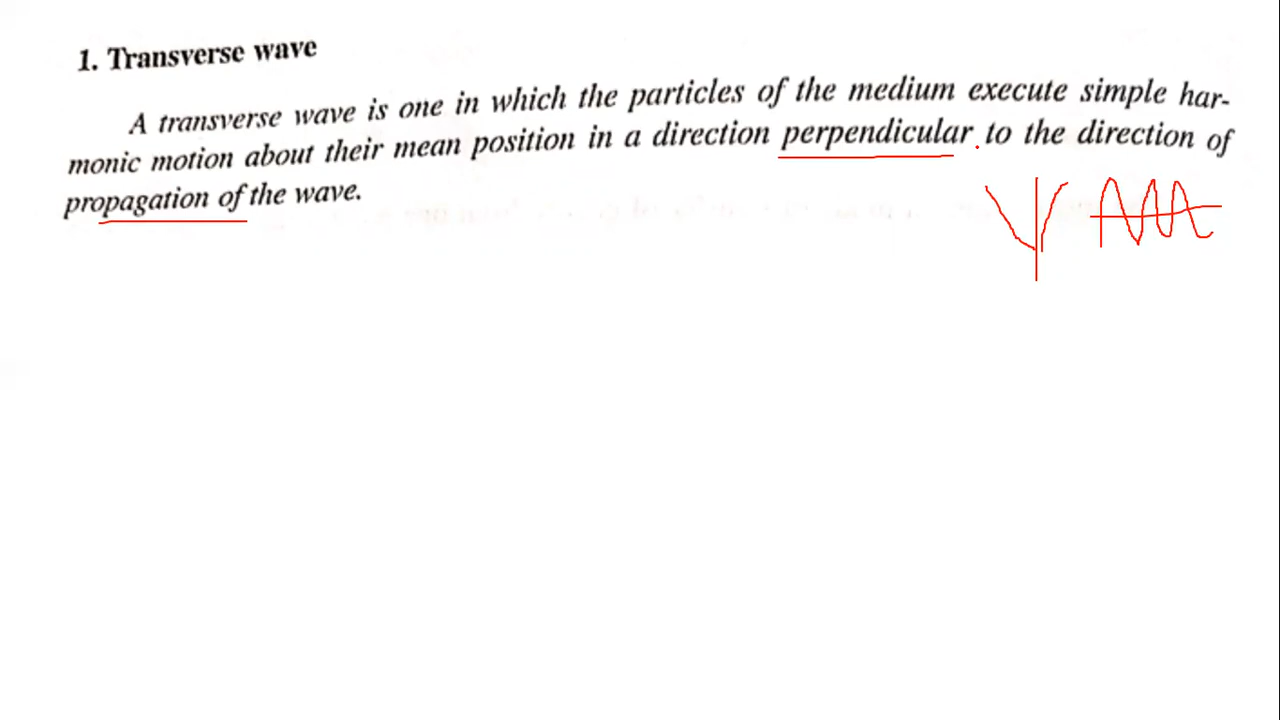 1. Transverse wave
A transverse wave is one in which the particles of the medium execute simple har-
monic motion about their mean position in a direction perpendicular to the direction of
propagation of the wave.